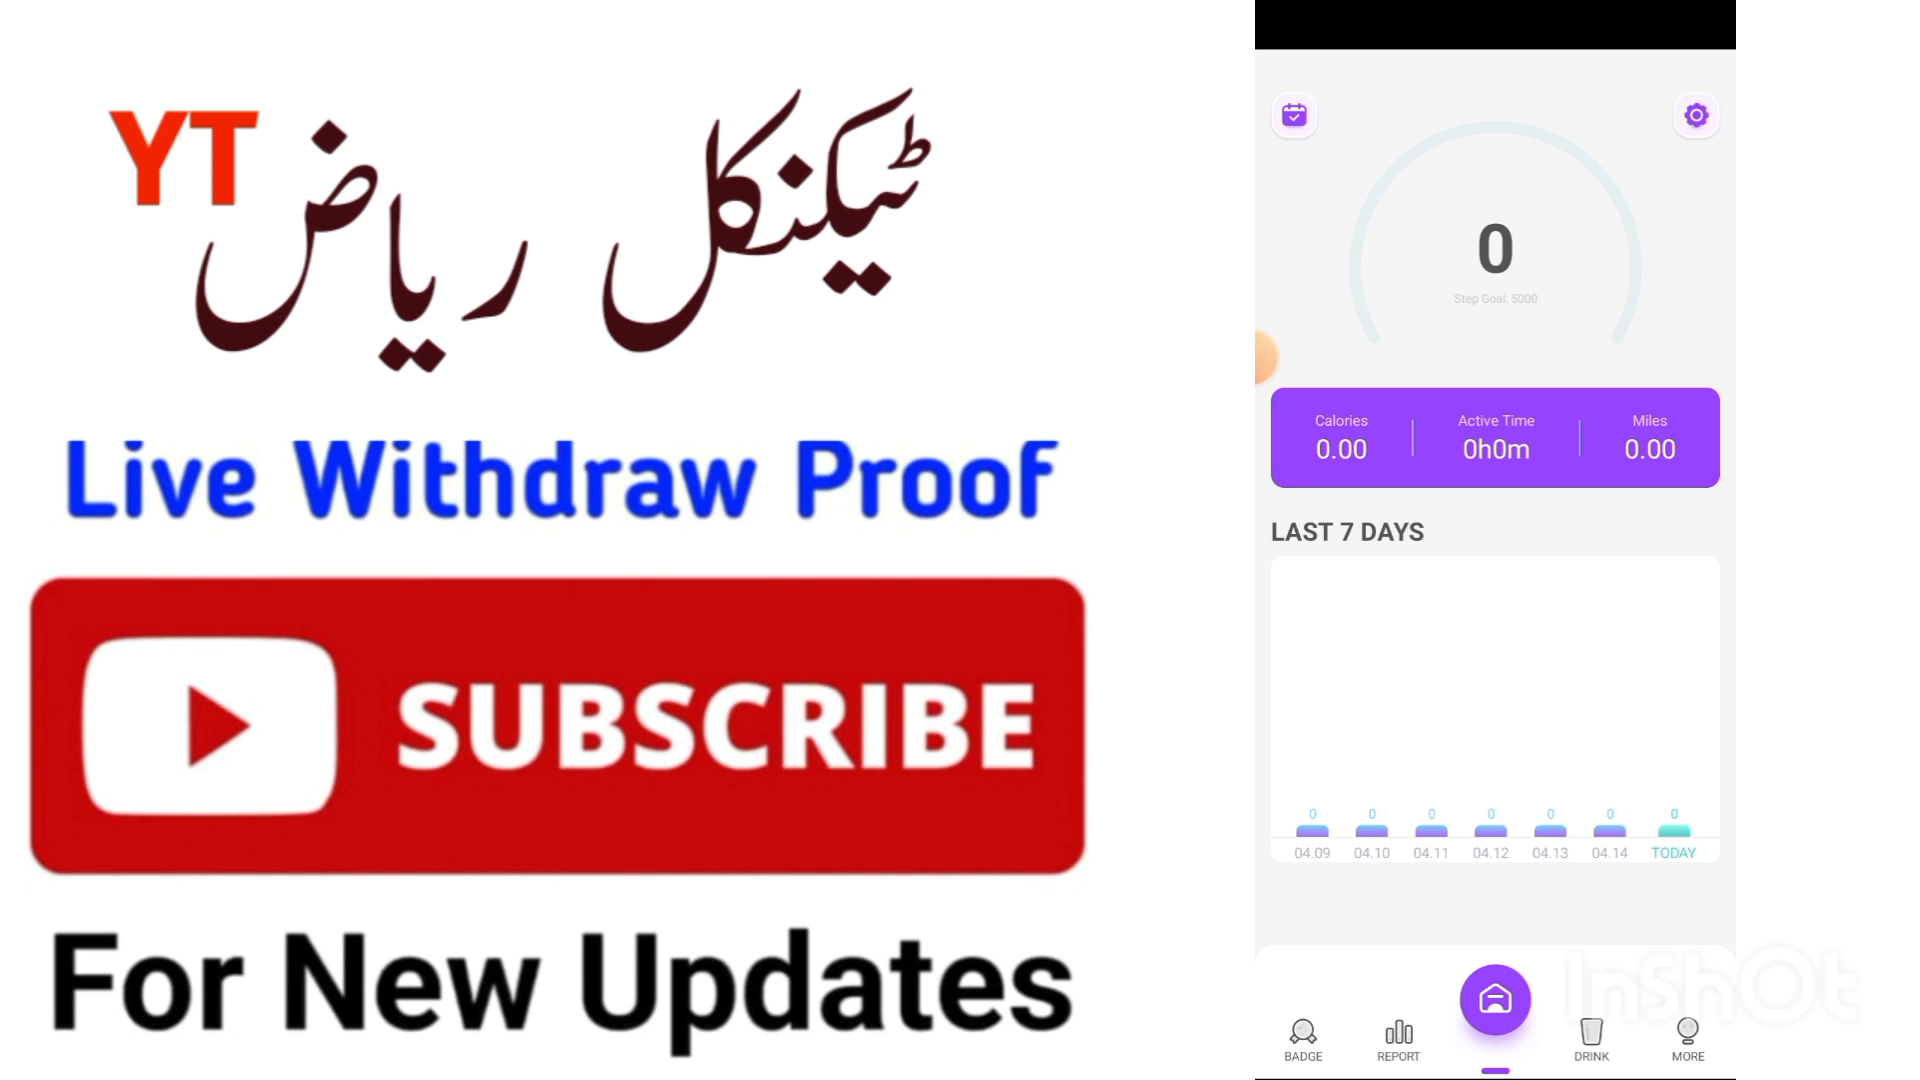 ٹیکنکل ریاض YT
Live Withdraw Proof
SUBSCRIBE
For New Updates
0
Step Goal: 5000
Calories Active Time Miles
0.00 0h0m 0.00
LAST 7 DAYS
0 0 0 0 0 0 0
04.09 04.10 04.11 04.12 04.13 04.14 TODAY
BADGE REPORT DRINK MORE
InShOt